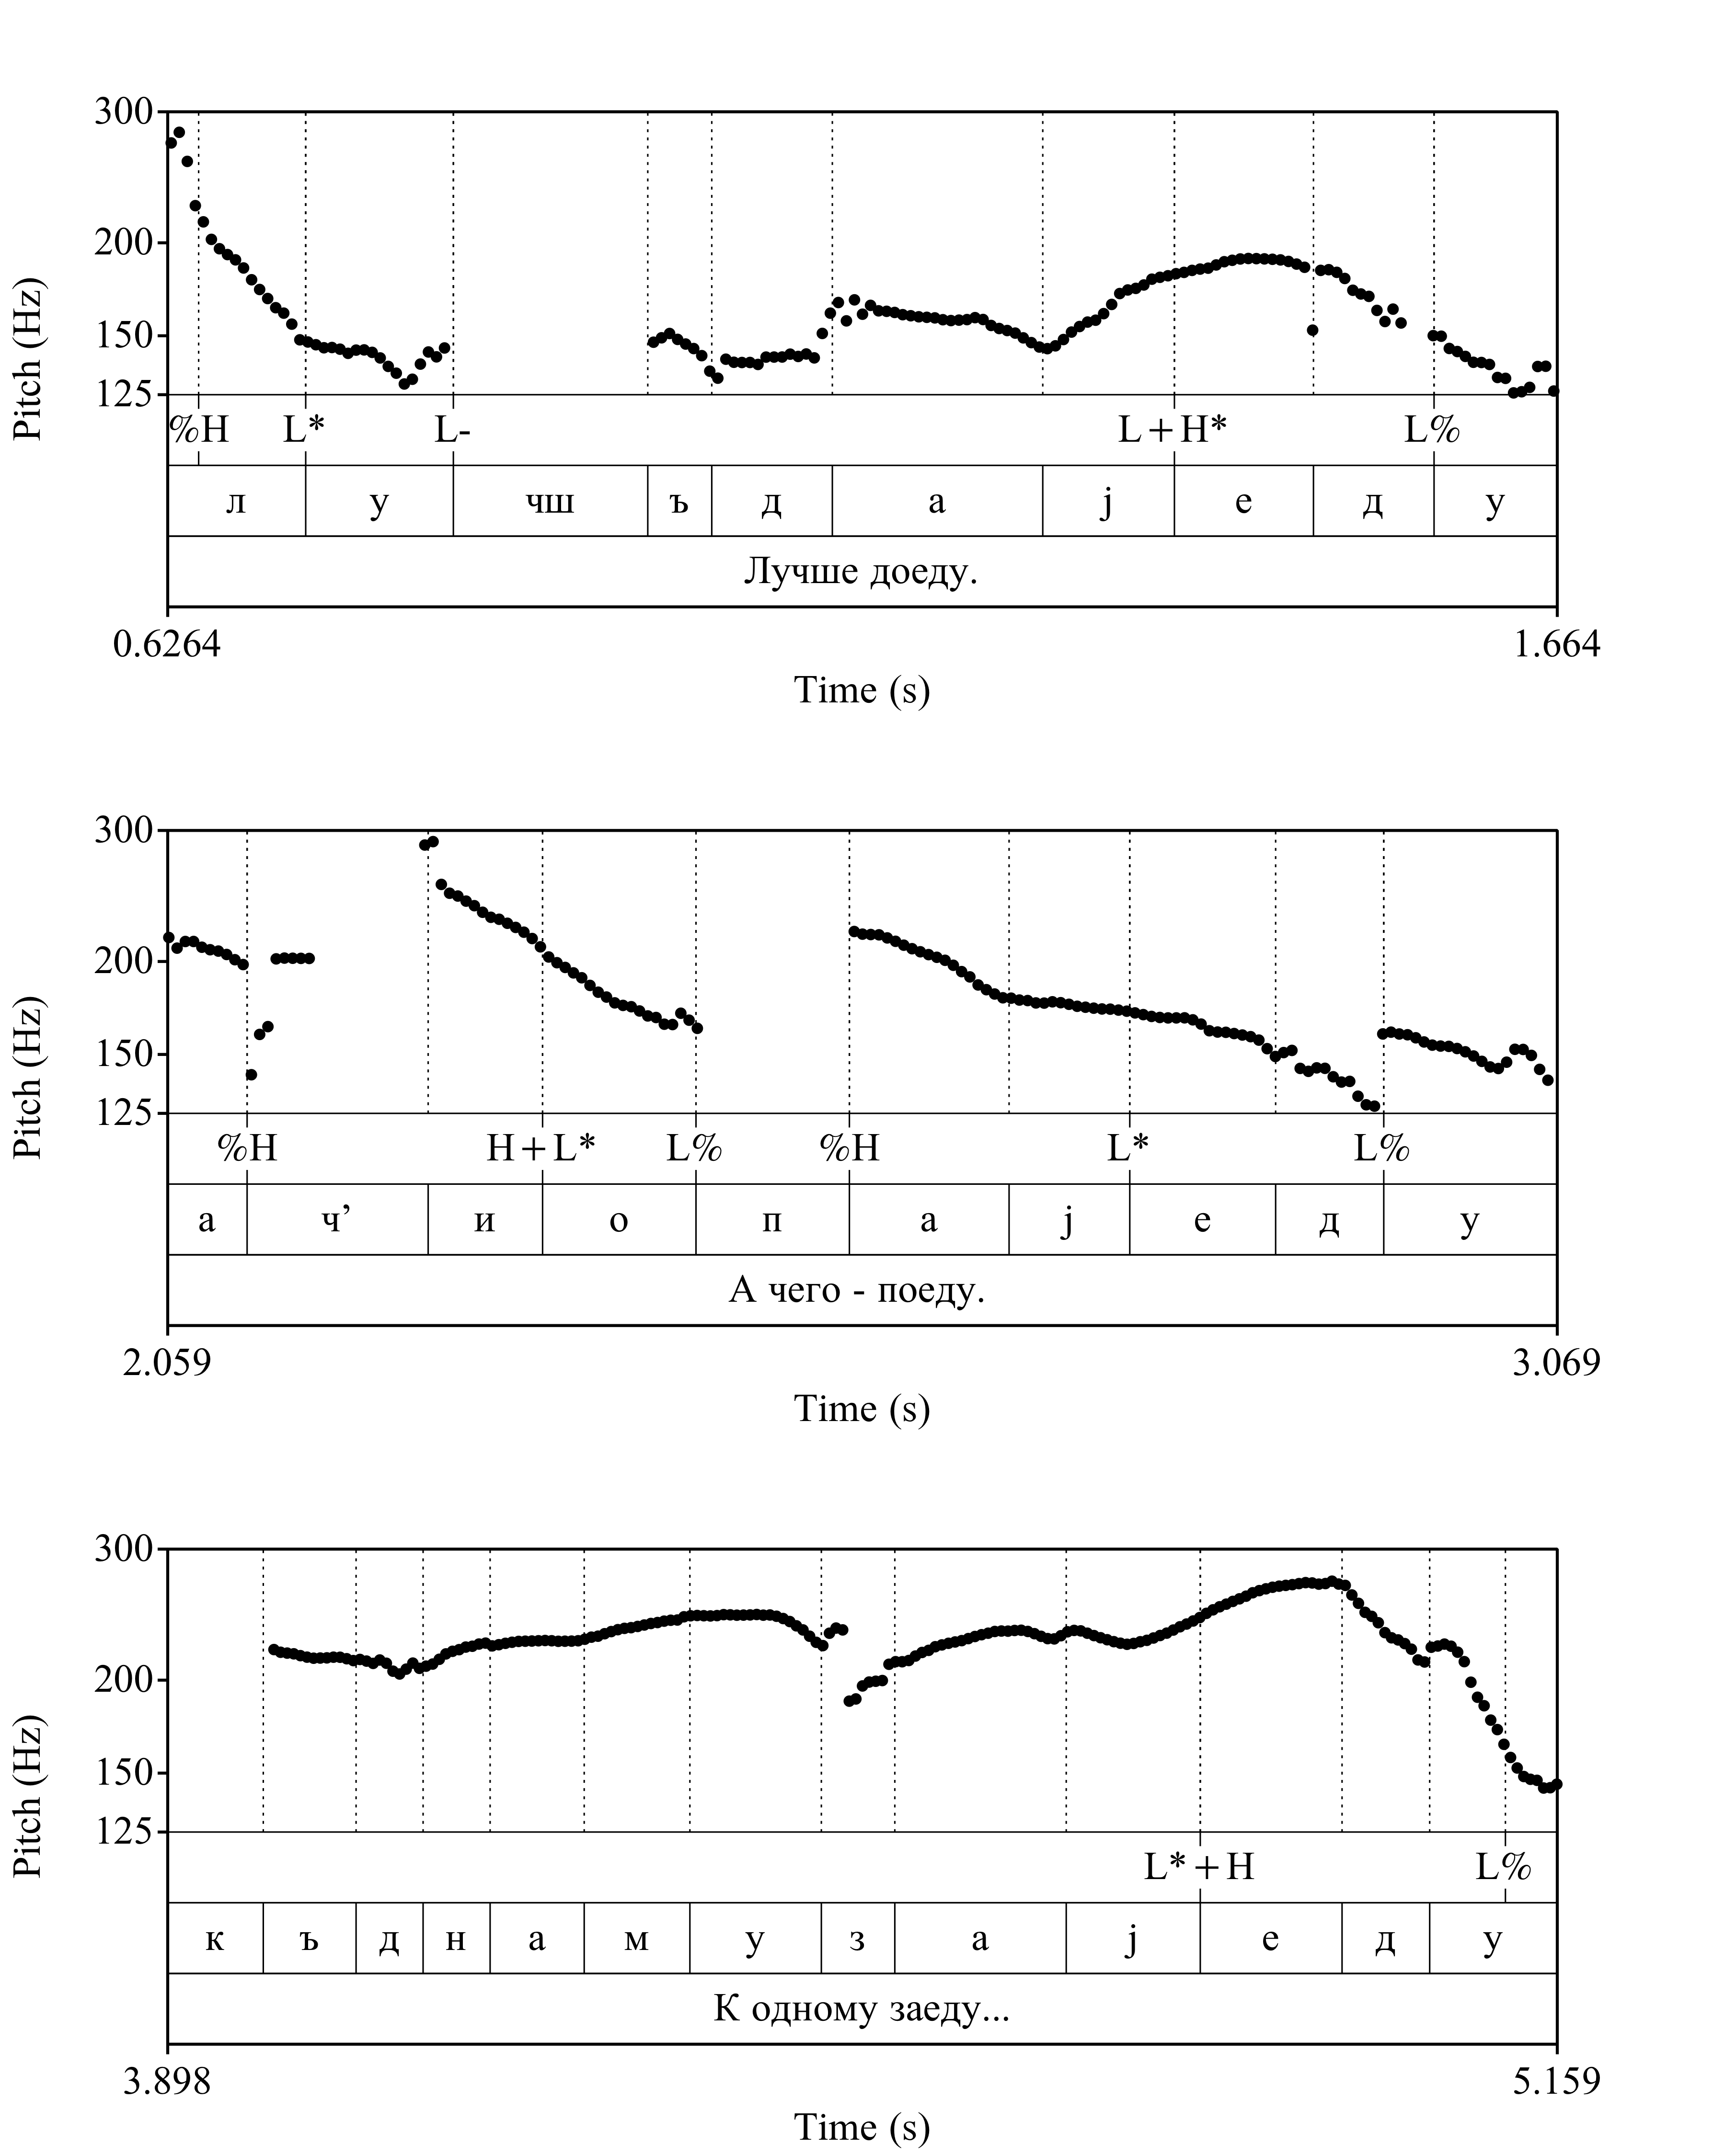 300
200
150
125
Pitch (Hz)
%H L* L- L+H* L%
л у чш ъ д а j е д у
Лучше доеду.
0.6264 1.664
Time (s)
300
200
150
125
Pitch (Hz)
%H H+L* L% %H L* L%
а ч’ и о п а j е д у
А чего - поеду.
2.059 3.069
Time (s)
300
200
150
125
Pitch (Hz)
L*+H L%
к ъ д н а м у з а j е д у
К одному заеду...
3.898 5.159
Time (s)